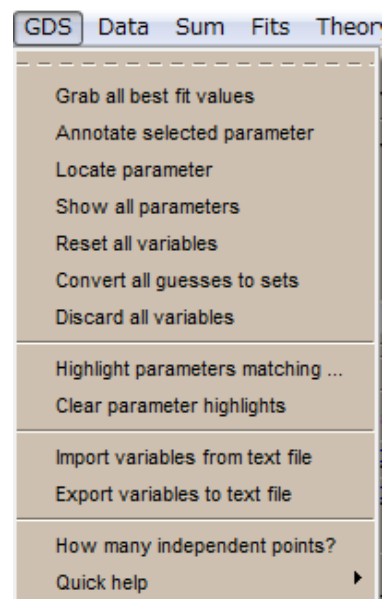 GDS Data Sum Fits Theor
Grab all best fit values
Annotate selected parameter
Locate parameter
Show all parameters
Reset all variables
Convert all guesses to sets
Discard all variables
Highlight parameters matching ...
Clear parameter highlights
Import variables from text file
Export variables to text file
How many independent points?
Quick help